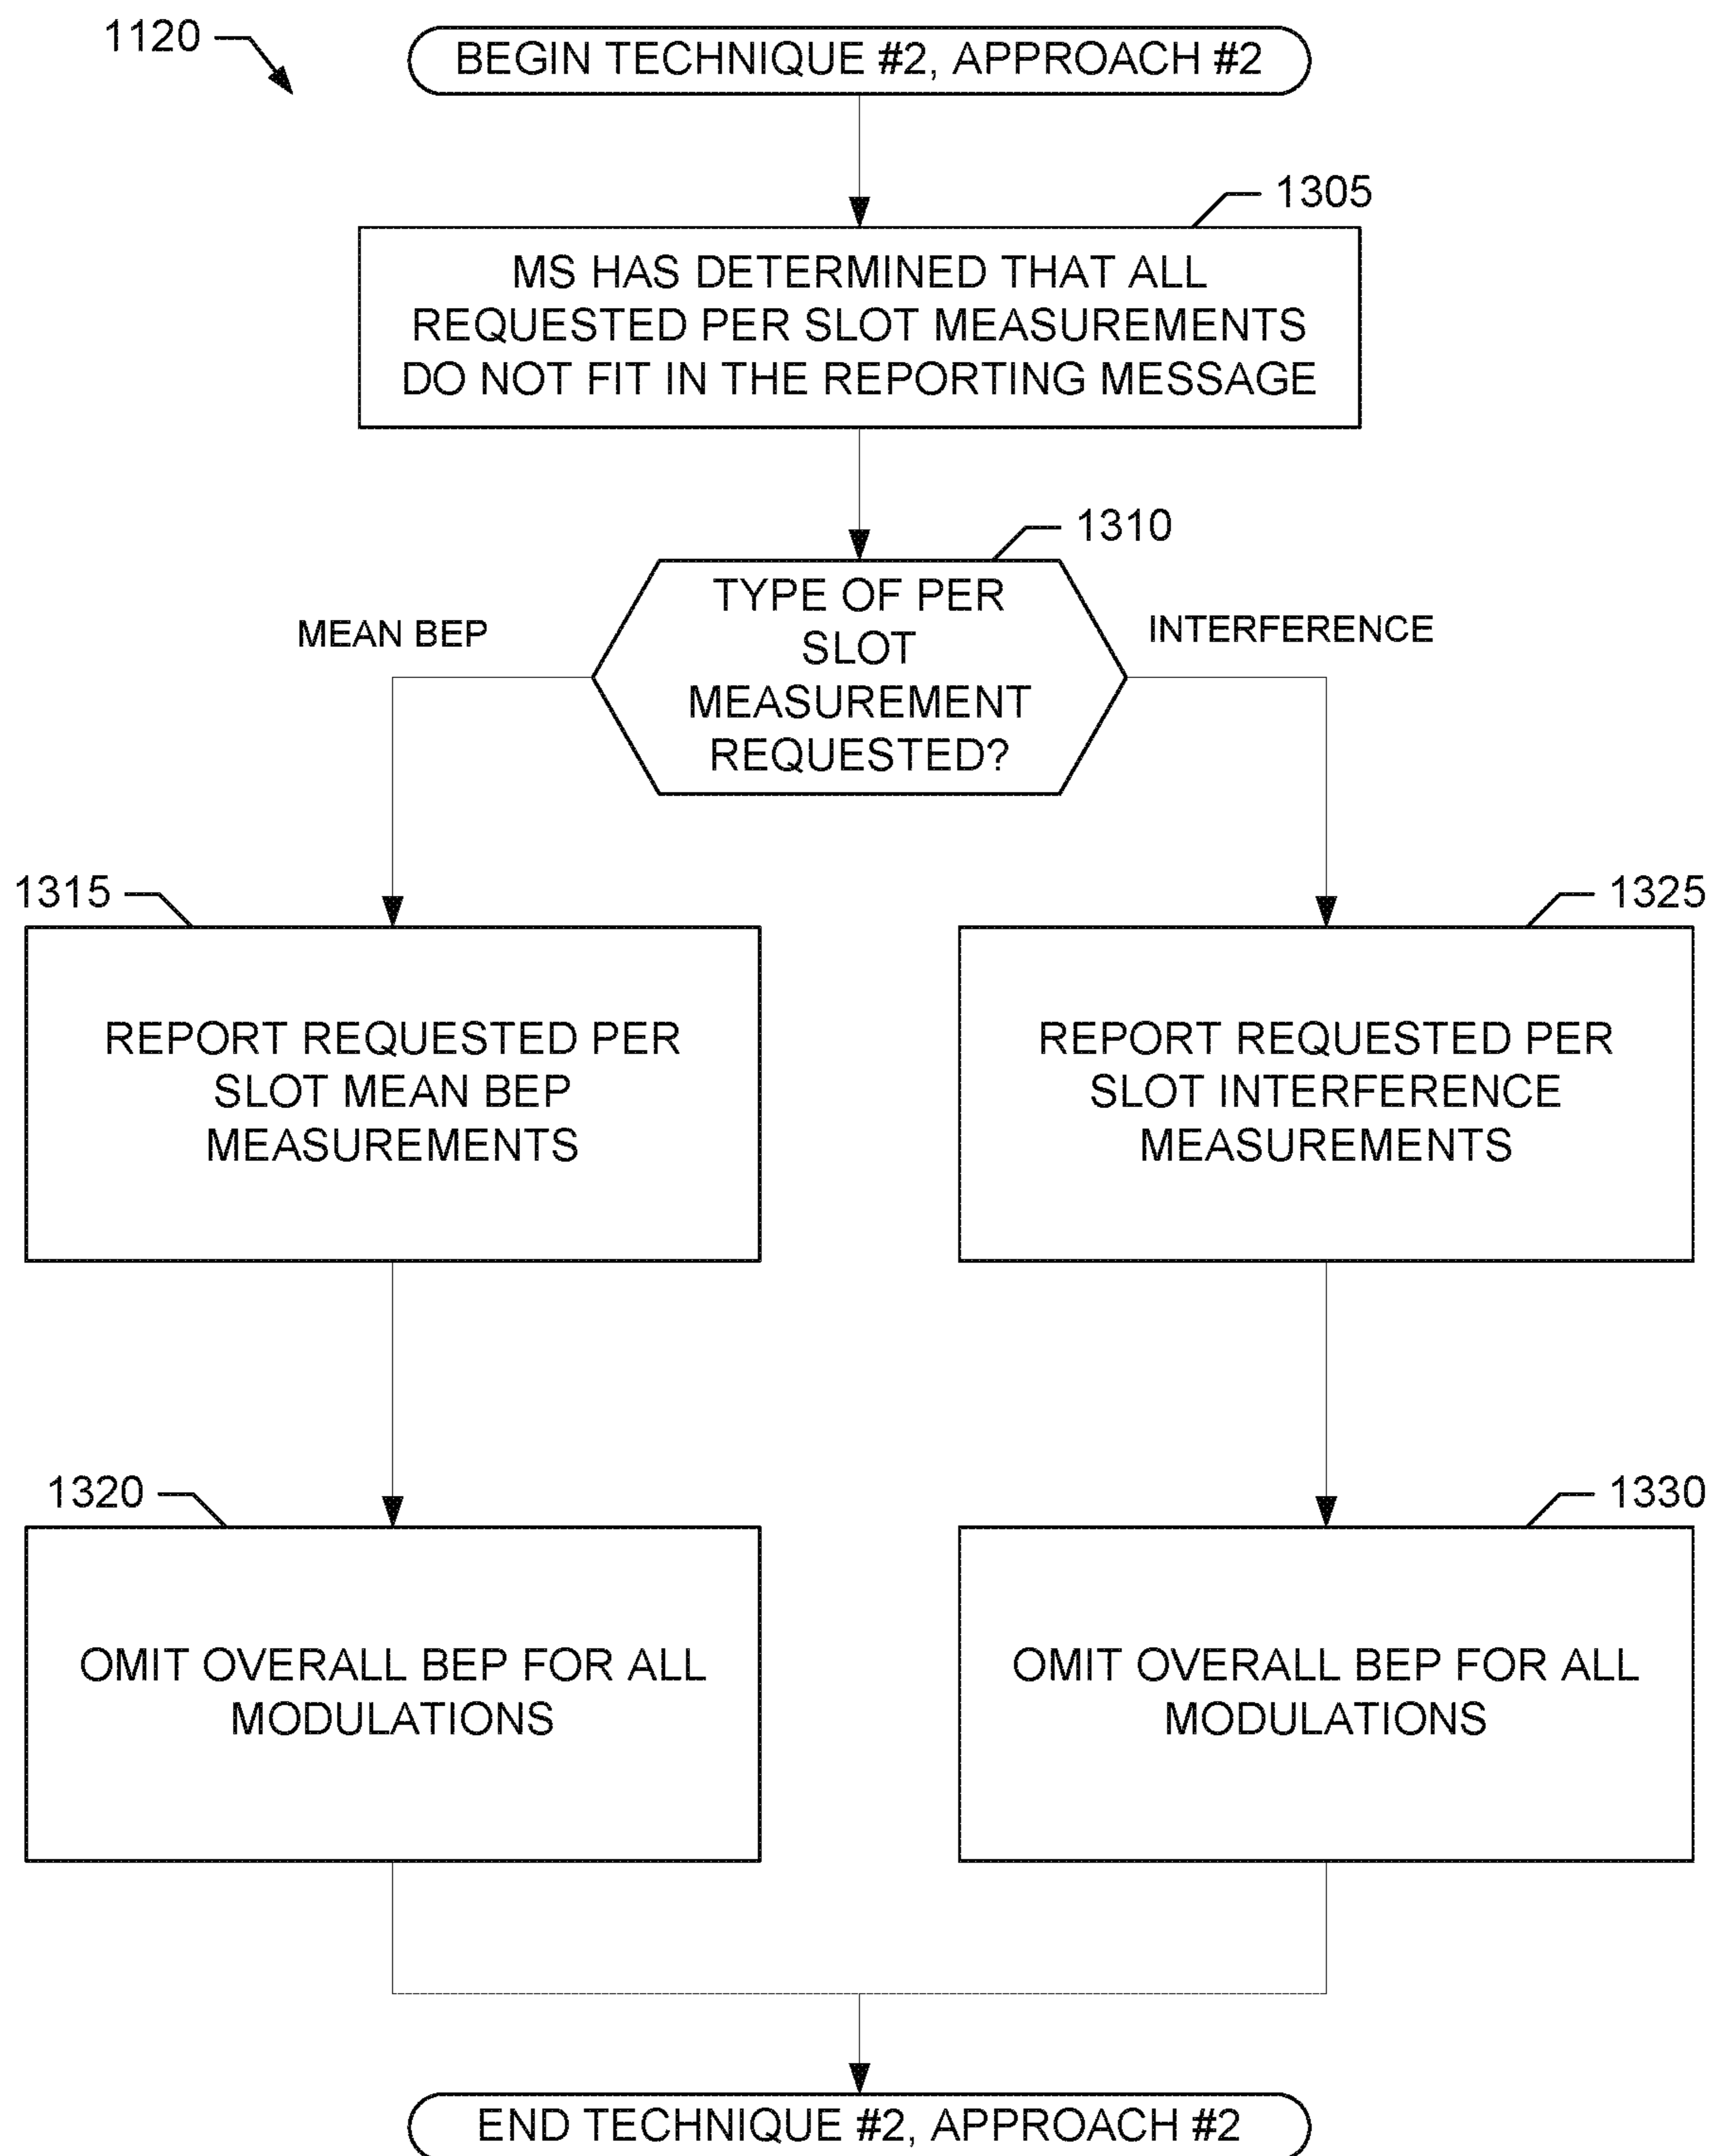 1120
BEGIN TECHNIQUE #2, APPROACH #2
1305
MS HAS DETERMINED THAT ALL
REQUESTED PER SLOT MEASUREMENTS
DO NOT FIT IN THE REPORTING MESSAGE
1310
TYPE OF PER
SLOT
MEASUREMENT
REQUESTED?
MEAN BEP
INTERFERENCE
1315
REPORT REQUESTED PER
SLOT MEAN BEP
MEASUREMENTS
1325
REPORT REQUESTED PER
SLOT INTERFERENCE
MEASUREMENTS
1320
OMIT OVERALL BEP FOR ALL
MODULATIONS
1330
OMIT OVERALL BEP FOR ALL
MODULATIONS
END TECHNIQUE #2, APPROACH #2